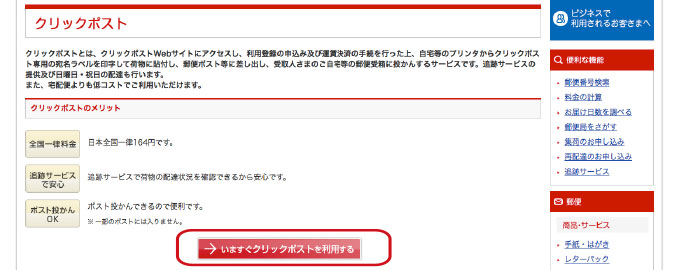 クリックポスト
クリックポストとは、クリックポストWebサイトにアクセスし、利用登録の申込み及び運賃決済の手続を行った上、自宅等のプリンタからクリックポ
スト専用の宛名ラベルを印字して荷物に貼付し、郵便ポスト等に差し出し、受取人さまのご自宅等の郵便受箱に投かんするサービスです。追跡サービスの
提供及び日曜日・祝日の配達も行います。
また、宅配便よりも低コストでご利用いただけます。
クリックポストのメリット
全国一律料金
日本全国一律164円です。
追跡サービス
で安心
追跡サービスで荷物の配達状況を確認できるから安心です。
ポスト投かん
OK
ポスト投かんできるので便利です。
※ 一部のポストには入りません。
いますぐクリックポストを利用する
ビジネスで
利用されるお客さまへ
便利な機能
郵便番号検索
料金の計算
お届け日数を調べる
郵便局をさがす
集荷のお申し込み
再配達のお申し込み
追跡サービス
郵便
商品・サービス
手紙・はがき
レターパック